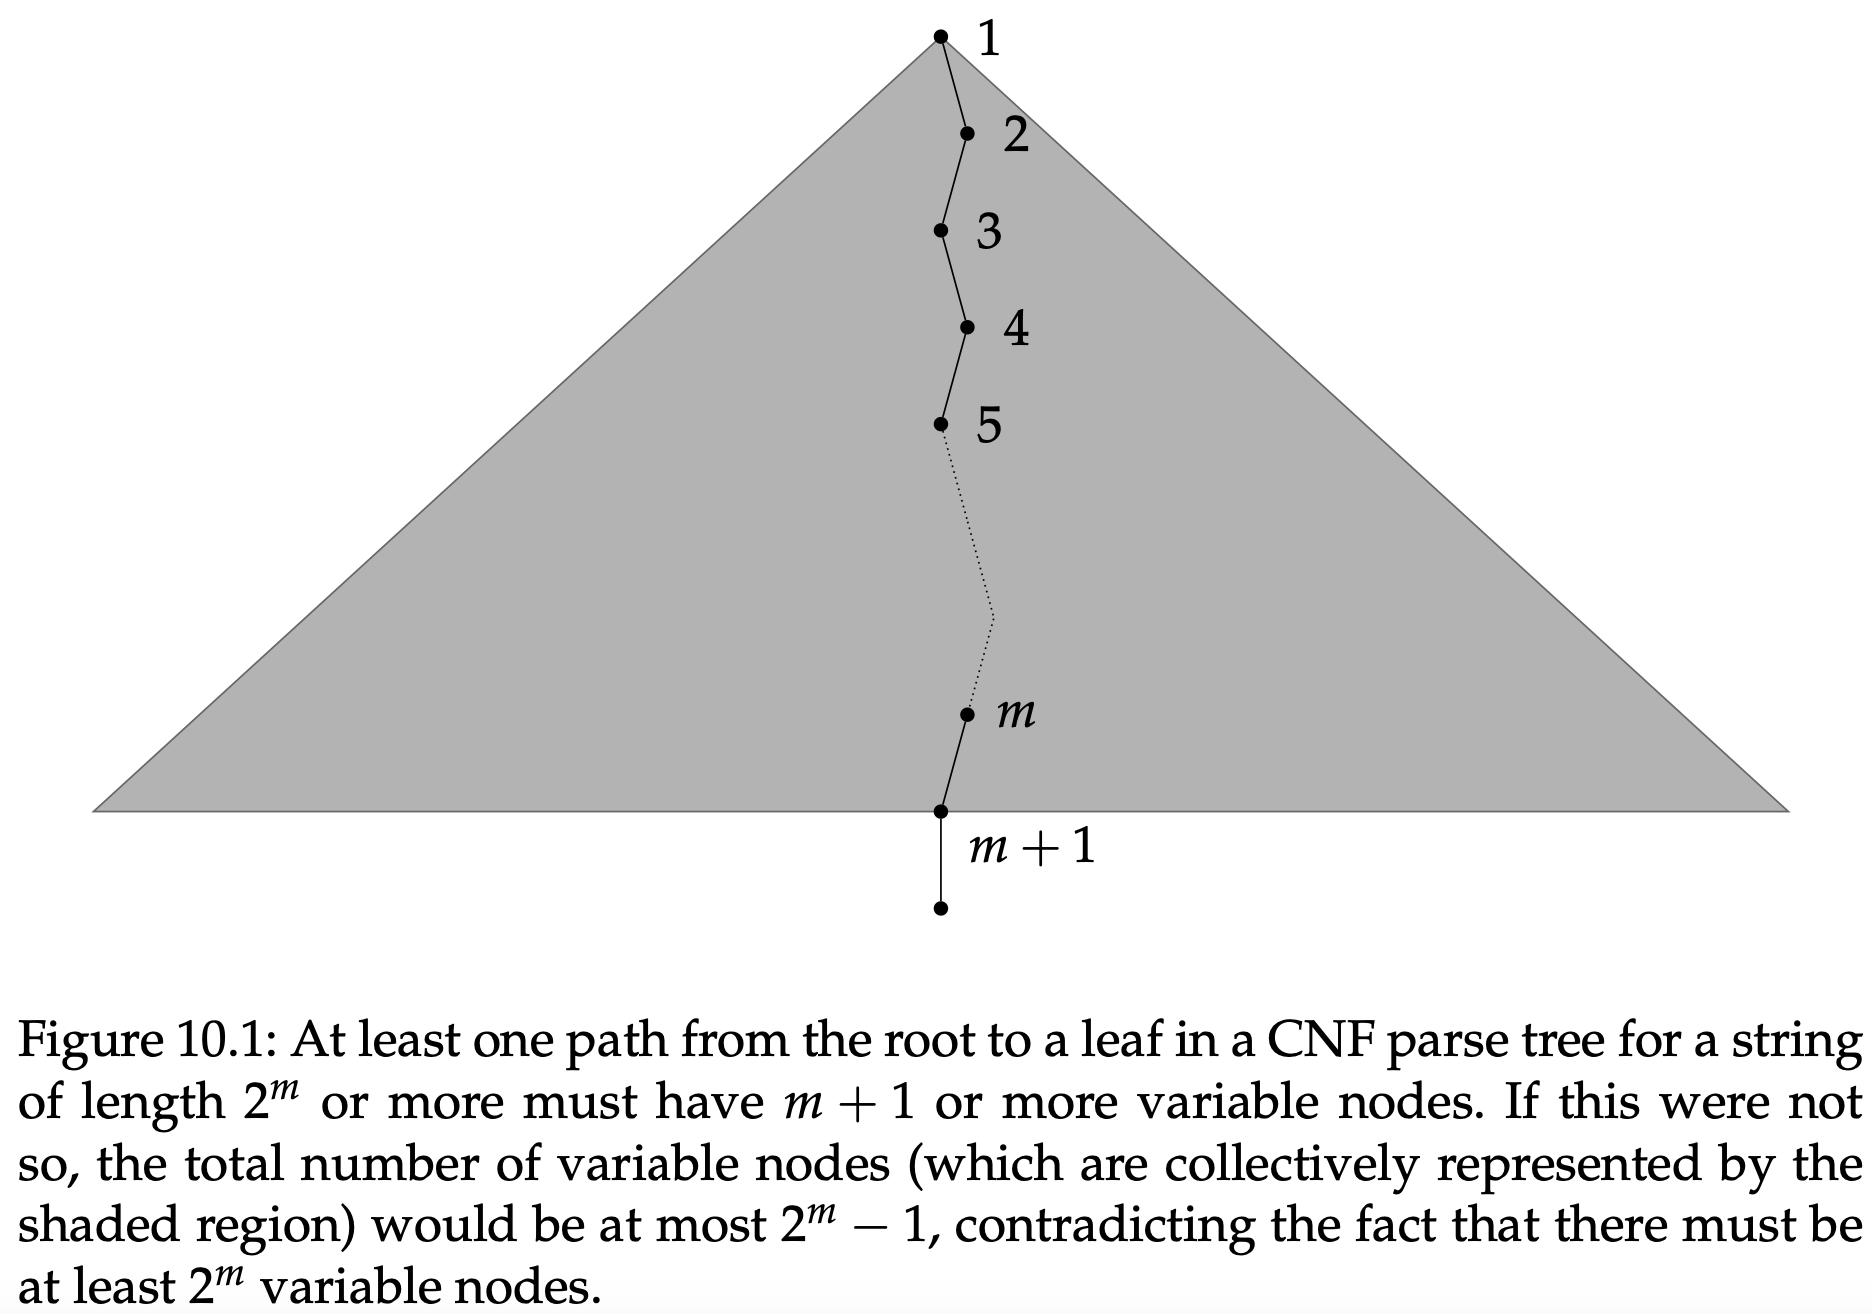 1
2
3
4
5
m
m + 1
Figure 10.1: At least one path from the root to a leaf in a CNF parse tree for a string
of length 2^m or more must have m + 1 or more variable nodes. If this were not
so, the total number of variable nodes (which are collectively represented by the
shaded region) would be at most 2^m − 1, contradicting the fact that there must be
at least 2^m variable nodes.